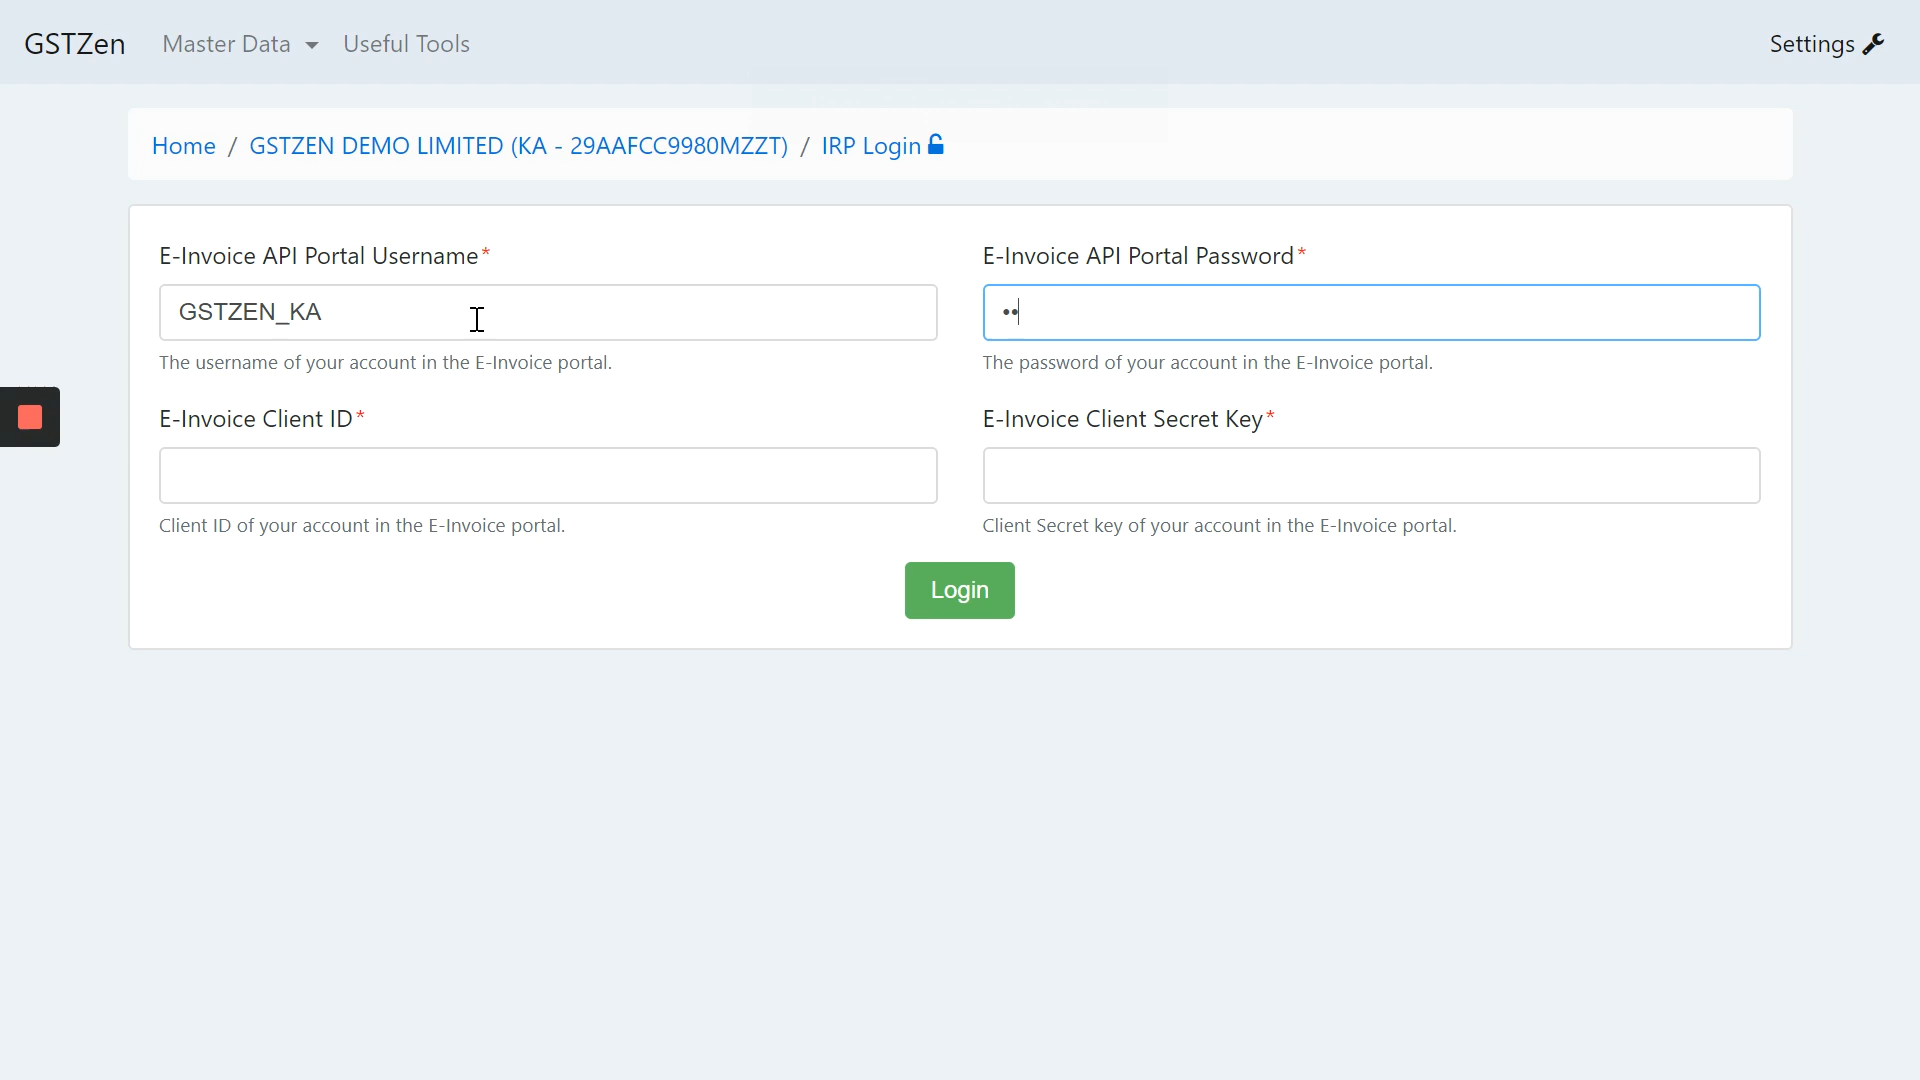 GSTZen Master Data Useful Tools Settings
Home / GSTZEN DEMO LIMITED (KA - 29AAFCC9980MZZT) / IRP Login
E-Invoice API Portal Username* E-Invoice API Portal Password*
GSTZEN_KA ••
The username of your account in the E-Invoice portal. The password of your account in the E-Invoice portal.
E-Invoice Client ID* E-Invoice Client Secret Key*
Client ID of your account in the E-Invoice portal. Client Secret key of your account in the E-Invoice portal.
Login